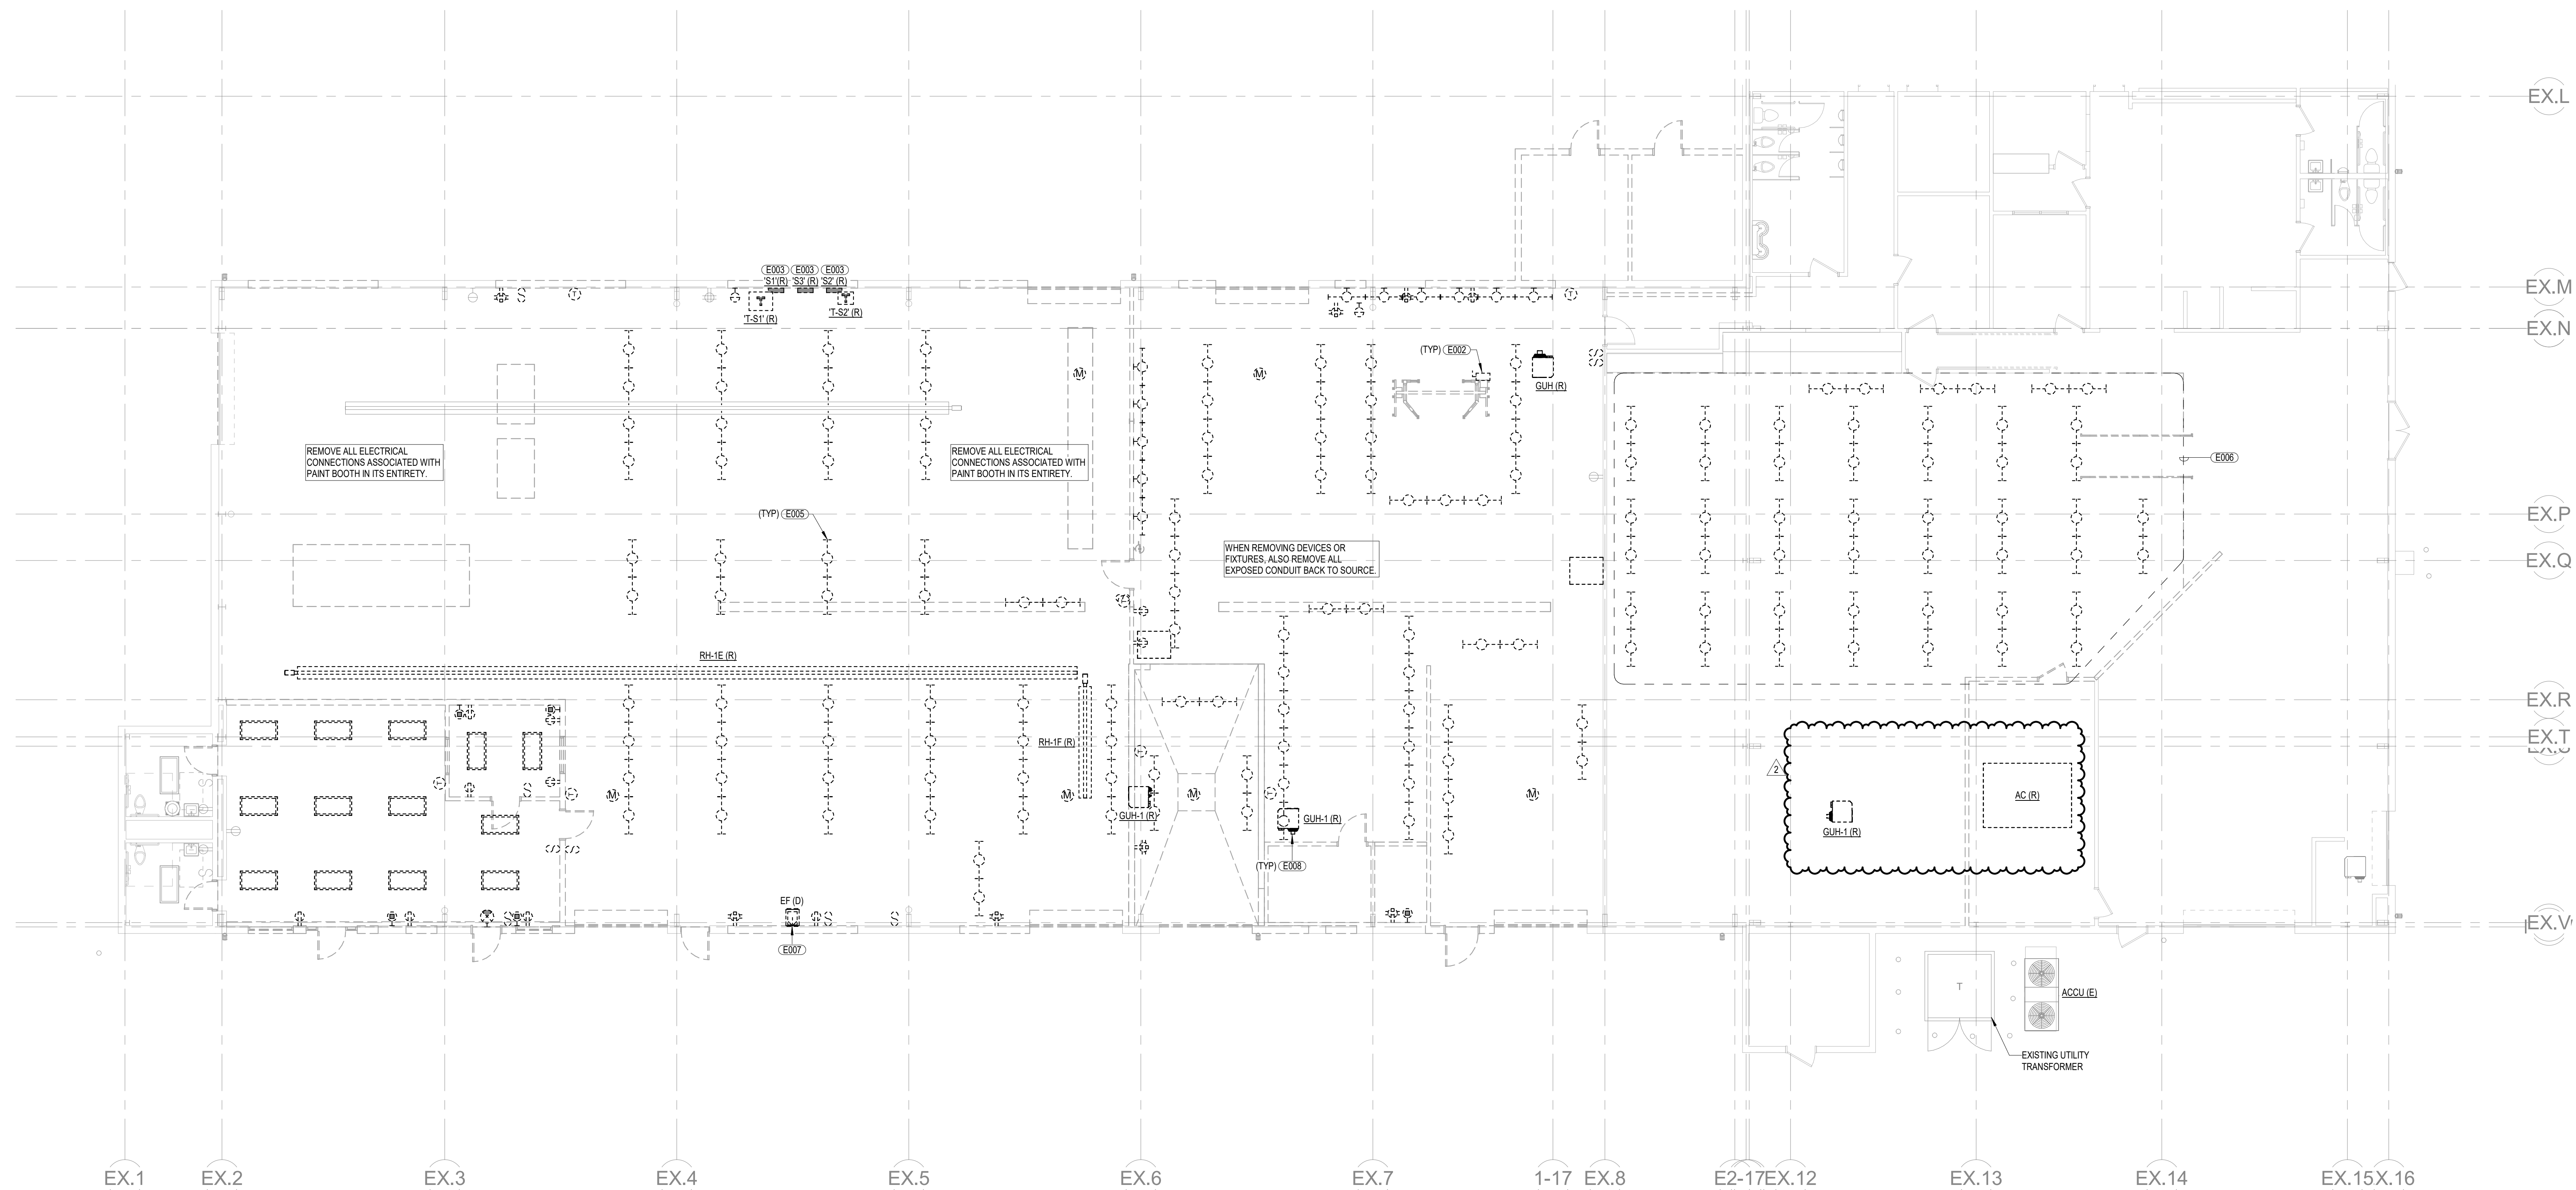 EX.L
E003 E003 E003
'S1'(R) 'S3' (R) 'S2' (R)
EX.M
'T-S1' (R)
'T-S2' (R)
EX.N
(TYP) E002
M
M
GUH (R)
REMOVE ALL ELECTRICAL
CONNECTIONS ASSOCIATED WITH
PAINT BOOTH IN ITS ENTIRETY.
REMOVE ALL ELECTRICAL
CONNECTIONS ASSOCIATED WITH
PAINT BOOTH IN ITS ENTIRETY.
E006
(TYP) E005
EX.P
WHEN REMOVING DEVICES OR
FIXTURES, ALSO REMOVE ALL
EXPOSED CONDUIT BACK TO SOURCE.
EX.Q
RH-1E (R)
EX.R
RH-1F (R)
EX.T
2
M
M
M
M
AC (R)
GUH-1 (R)
GUH-1 (R)
GUH-1 (R)
(TYP) E008
EF (D)
EX.V
E007
T
ACCU (E)
EXISTING UTILITY
TRANSFORMER
EX.1 EX.2 EX.3 EX.4 EX.5 EX.6 EX.7 1-17 EX.8 E2-17 EX.12 EX.13 EX.14 EX.15 X.16